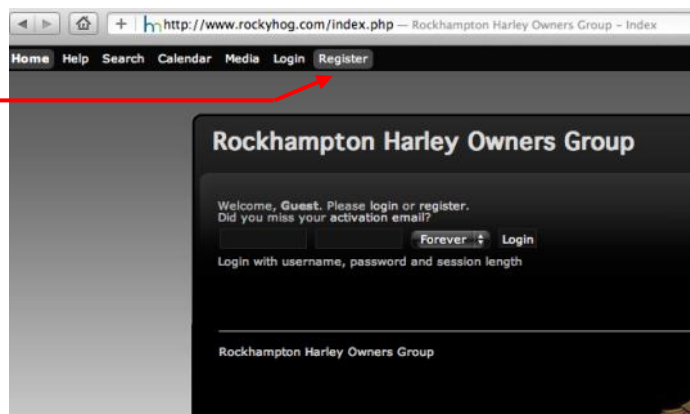 http://www.rockyhog.com/index.php — Rockhampton Harley Owners Group – Index
Home Help Search Calendar Media Login Register
Rockhampton Harley Owners Group
Welcome, Guest. Please login or register.
Did you miss your activation email?
Forever Login
Login with username, password and session length
Rockhampton Harley Owners Group